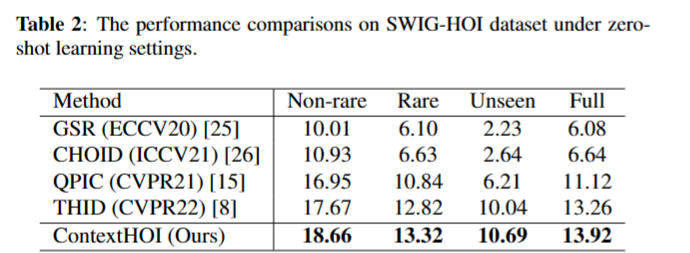 Table 2: The performance comparisons on SWIG-HOI dataset under zero-
shot learning settings.
Method Non-rare Rare Unseen Full
GSR (ECCV20) [25] 10.01 6.10 2.23 6.08
CHOID (ICCV21) [26] 10.93 6.63 2.64 6.64
QPIC (CVPR21) [15] 16.95 10.84 6.21 11.12
THID (CVPR22) [8] 17.67 12.82 10.04 13.26
ContextHOI (Ours) 18.66 13.32 10.69 13.92